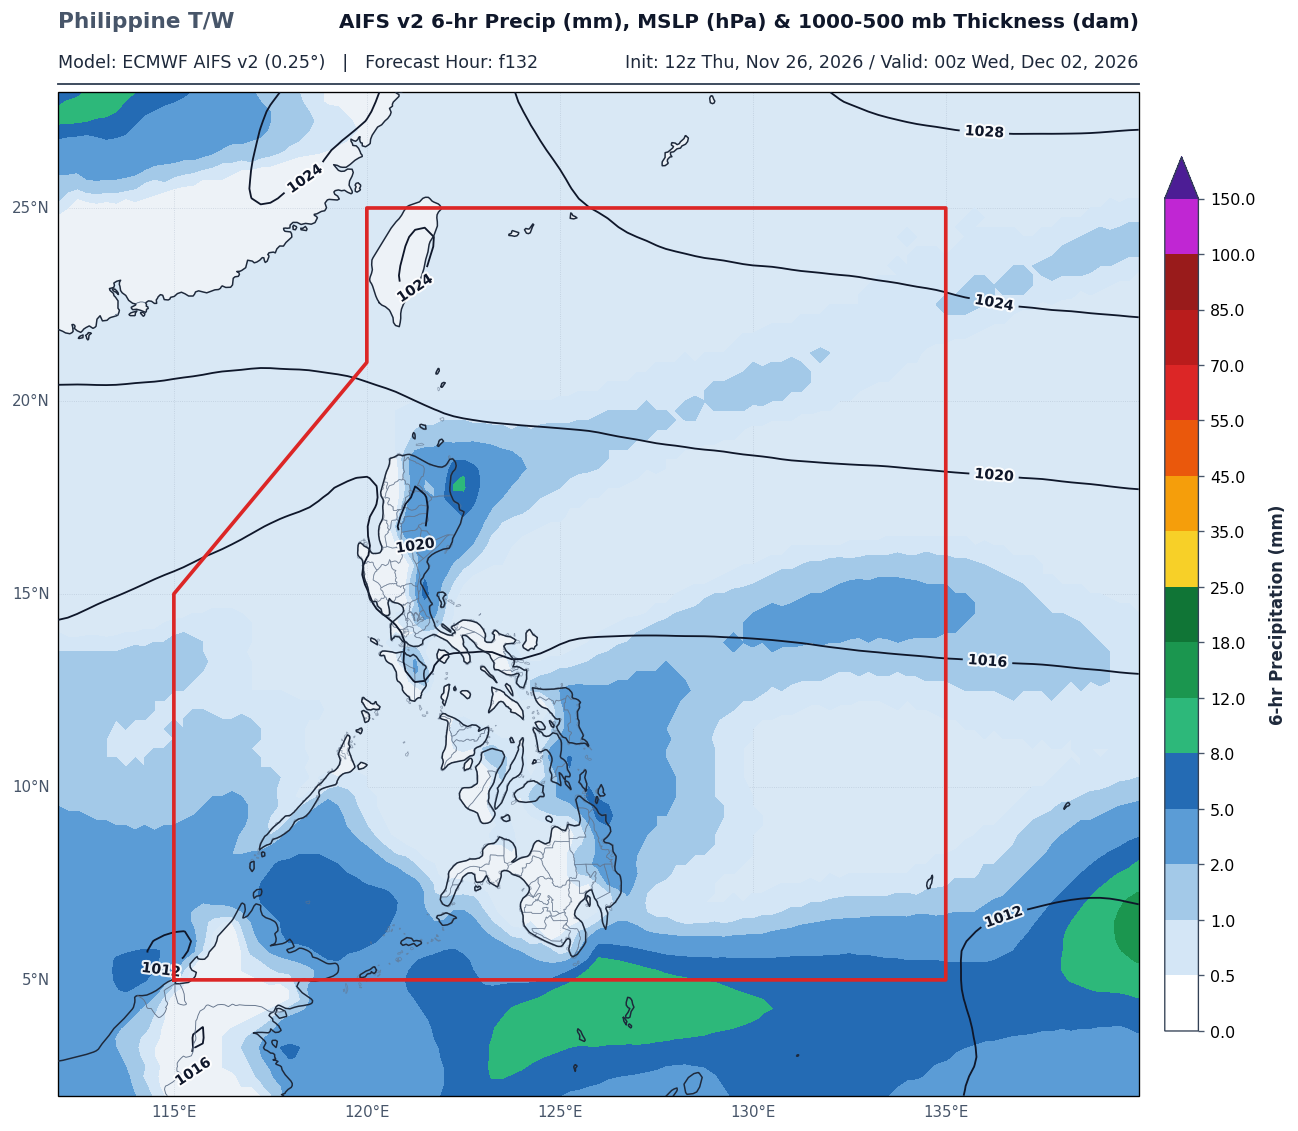 Philippine T/W
AIFS v2 6-hr Precip (mm), MSLP (hPa) & 1000-500 mb Thickness (dam)
Model: ECMWF AIFS v2 (0.25°)   |   Forecast Hour: f132
Init: 12z Thu, Nov 26, 2026 / Valid: 00z Wed, Dec 02, 2026
1028
1024
1024
1024
1020
1020
1016
1012
1012
1016
25°N
20°N
15°N
10°N
5°N
115°E
120°E
125°E
130°E
135°E
150.0
100.0
85.0
70.0
55.0
45.0
35.0
25.0
18.0
12.0
8.0
5.0
2.0
1.0
0.5
0.0
6-hr Precipitation (mm)